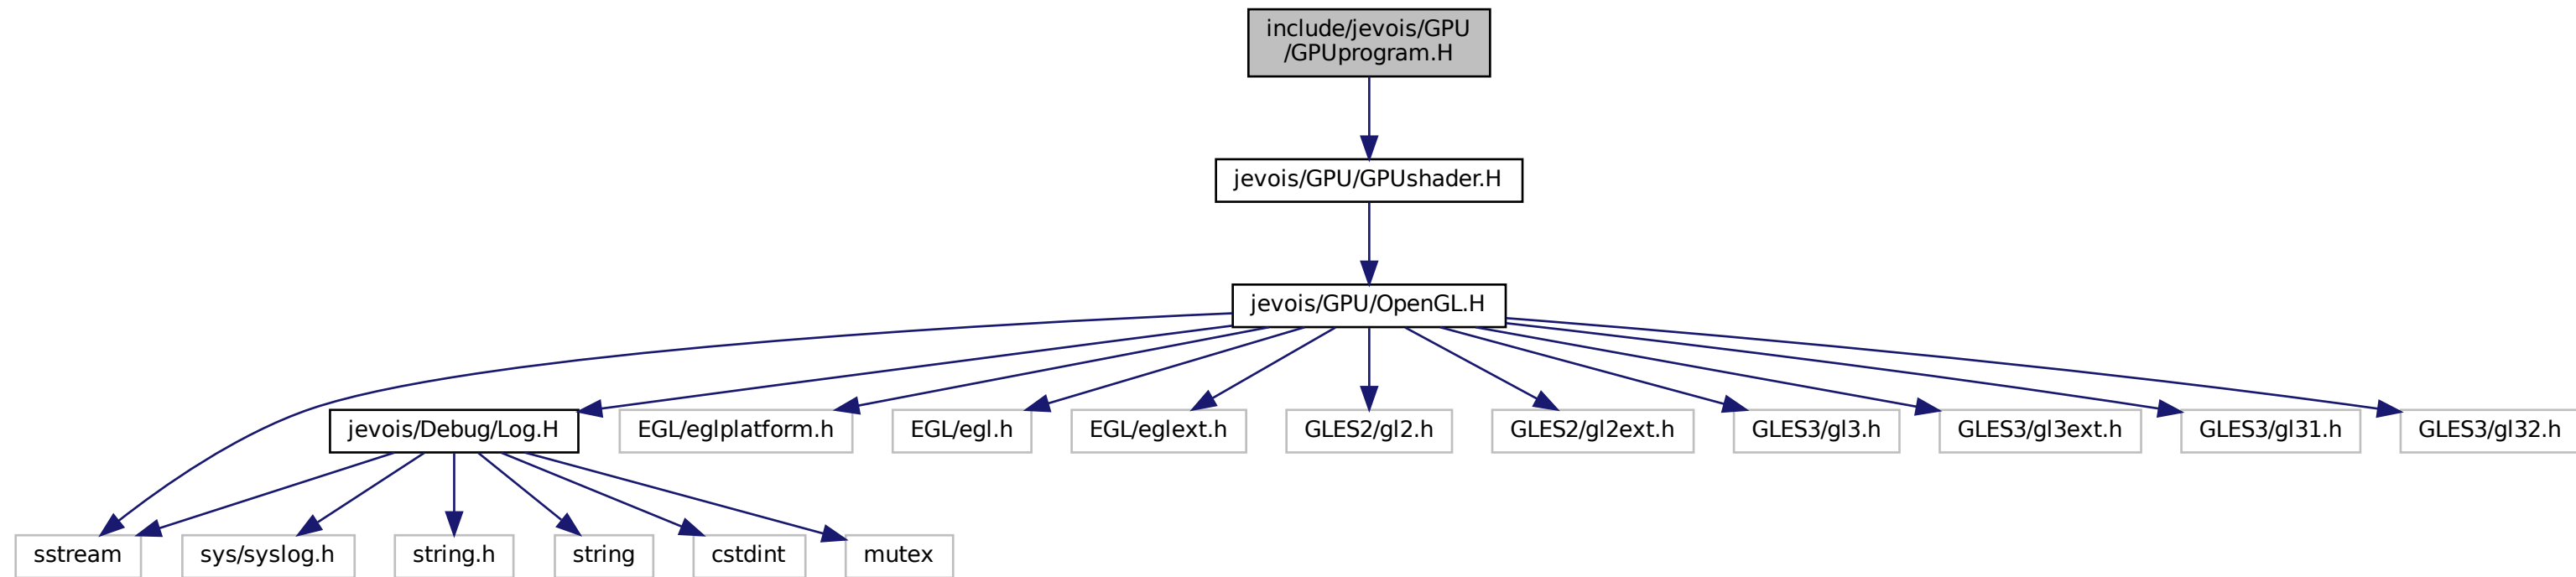 include/jevois/GPU
/GPUprogram.H
jevois/GPU/GPUshader.H
jevois/GPU/OpenGL.H
jevois/Debug/Log.H
EGL/eglplatform.h
EGL/egl.h
EGL/eglext.h
GLES2/gl2.h
GLES2/gl2ext.h
GLES3/gl3.h
GLES3/gl3ext.h
GLES3/gl31.h
GLES3/gl32.h
sstream
sys/syslog.h
string.h
string
cstdint
mutex